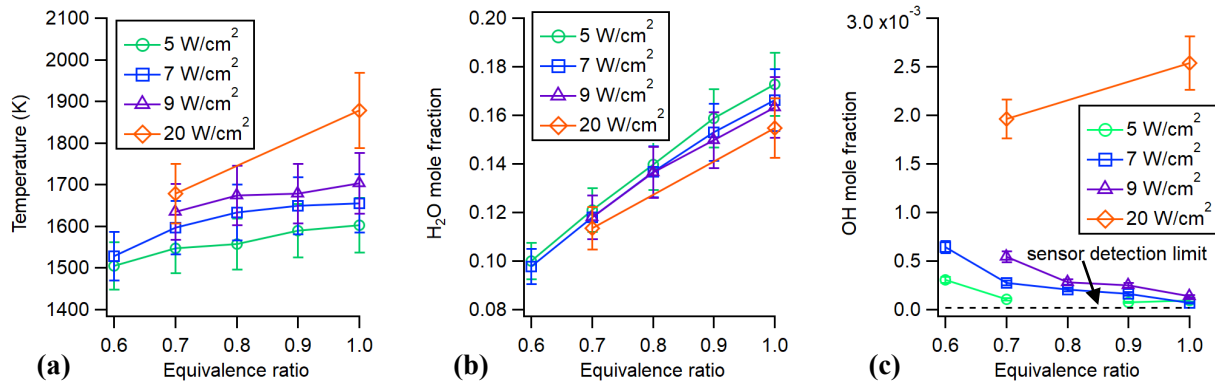 2100
2000
1900
1800
1700
1600
1500
1400
Temperature (K)
5 W/cm²
7 W/cm²
9 W/cm²
20 W/cm²
0.6 0.7 0.8 0.9 1.0
Equivalence ratio
(a)
0.20
0.18
0.16
0.14
0.12
0.10
0.08
H₂O mole fraction
5 W/cm²
7 W/cm²
9 W/cm²
20 W/cm²
0.6 0.7 0.8 0.9 1.0
Equivalence ratio
(b)
3.0x10⁻³
2.5
2.0
1.5
1.0
0.5
0.0
OH mole fraction
5 W/cm²
7 W/cm²
9 W/cm²
20 W/cm²
sensor detection limit
0.6 0.7 0.8 0.9 1.0
Equivalence ratio
(c)